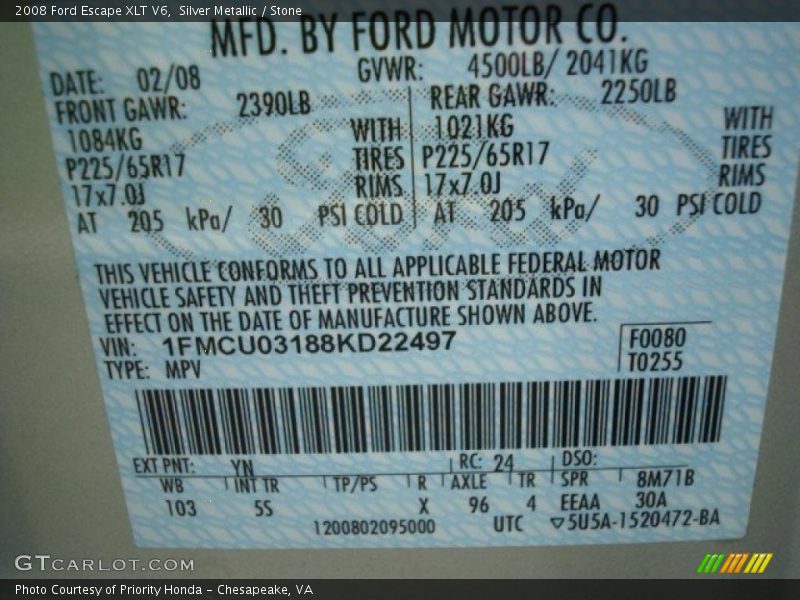 2008 Ford Escape XLT V6, Silver Metallic / Stone
MFD. BY FORD MOTOR CO.
DATE: 02/08 GVWR: 4500LB/ 2041KG
FRONT GAWR: 2390LB REAR GAWR: 2250LB
1084KG WITH 1021KG WITH
P225/65R17 TIRES P225/65R17 TIRES
17x7.0J RIMS 17x7.0J RIMS
AT 205 kPa/ 30 PSI COLD AT 205 kPa/ 30 PSI COLD
THIS VEHICLE CONFORMS TO ALL APPLICABLE FEDERAL MOTOR
VEHICLE SAFETY AND THEFT PREVENTION STANDARDS IN
EFFECT ON THE DATE OF MANUFACTURE SHOWN ABOVE.
VIN: 1FMCU03188KD22497 F0080
TYPE: MPV T0255
EXT PNT: YN RC: 24 DSO:
WB INT TR TP/PS R AXLE TR SPR 8M71B
103 5S X 96 4 EEAA 30A
1200802095000 UTC ▽5U5A-1520472-BA
GTCARLOT.COM
Photo Courtesy of Priority Honda - Chesapeake, VA